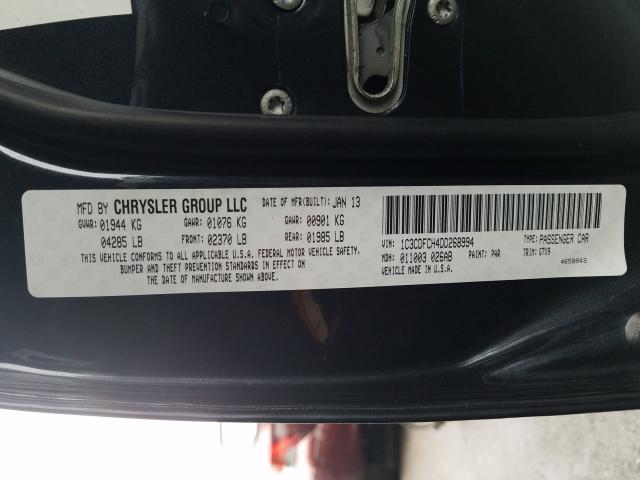 MFD BY CHRYSLER GROUP LLC DATE OF MFR(BUILT): JAN 13
GVWR: 01944 KG GAWR: 01076 KG GAWR: 00901 KG
04285 LB FRONT: 02370 LB REAR: 01985 LB
THIS VEHICLE CONFORMS TO ALL APPLICABLE U.S.A. FEDERAL MOTOR VEHICLE SAFETY,
BUMPER AND THEFT PREVENTION STANDARDS IN EFFECT ON
THE DATE OF MANUFACTURE SHOWN ABOVE.
VIN: 1C3CDFCH4DD268994 TYPE: PASSENGER CAR
MDH: 011003 026AB PAINT: PAR TRIM: G7X9
VEHICLE MADE IN U.S.A. 4658843